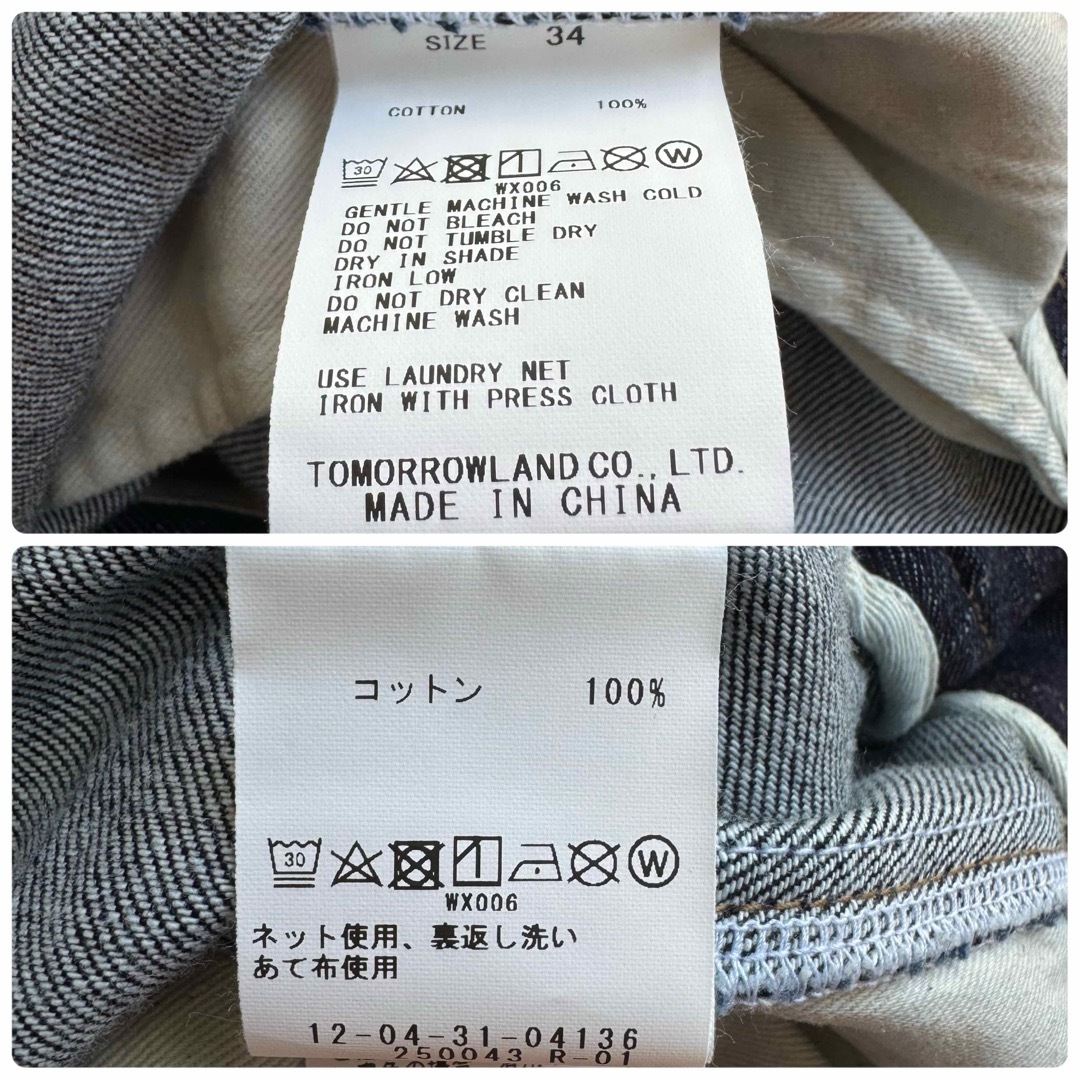 SIZE 34
COTTON 100%
30 W
WX006
GENTLE MACHINE WASH COLD
DO NOT BLEACH
DO NOT TUMBLE DRY
DRY IN SHADE
IRON LOW
DO NOT DRY CLEAN
MACHINE WASH
USE LAUNDRY NET
IRON WITH PRESS CLOTH
TOMORROWLAND CO., LTD.
MADE IN CHINA
コットン 100%
30 W
WX006
ネット使用、裏返し洗い
あて布使用
12-04-31-04136
250043 R-01